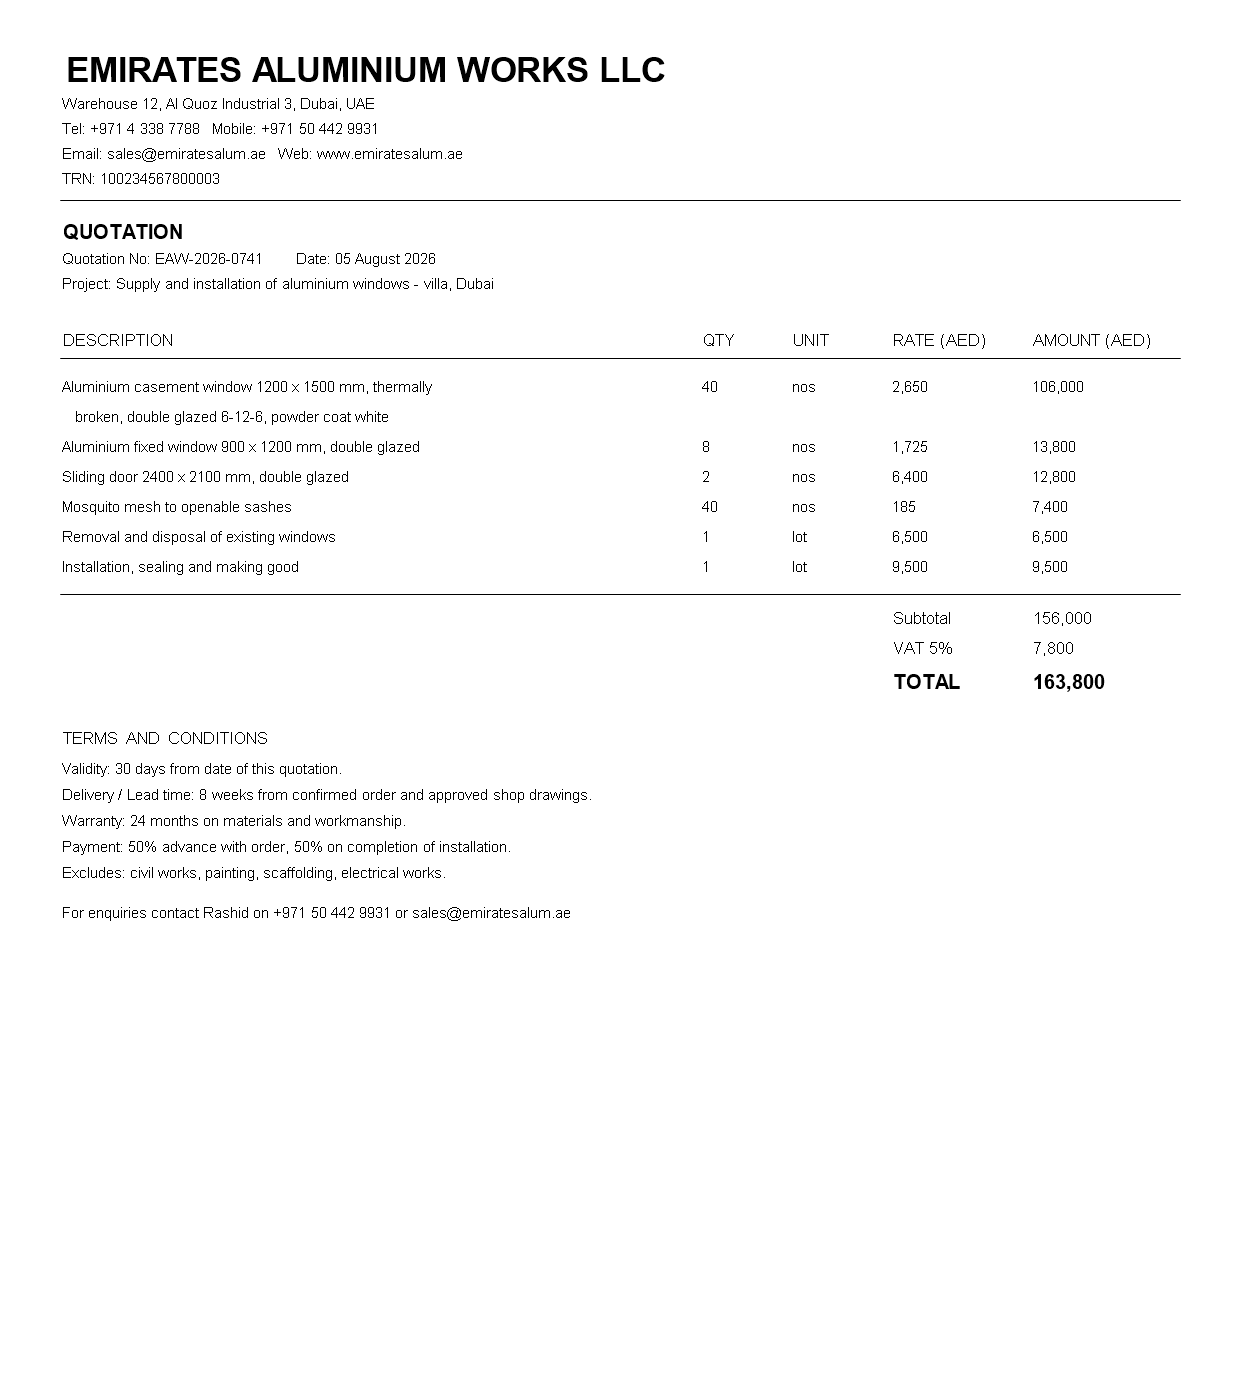 EMIRATES ALUMINIUM WORKS LLC
Warehouse 12, Al Quoz Industrial 3, Dubai, UAE
Tel: +971 4 338 7788   Mobile: +971 50 442 9931
Email: sales@emiratesalum.ae   Web: www.emiratesalum.ae
TRN: 100234567800003
QUOTATION
Quotation No: EAW-2026-0741   Date: 05 August 2026
Project: Supply and installation of aluminium windows - villa, Dubai
DESCRIPTION   QTY   UNIT   RATE (AED)   AMOUNT (AED)
Aluminium casement window 1200 x 1500 mm, thermally   40   nos   2,650   106,000
broken, double glazed 6-12-6, powder coat white
Aluminium fixed window 900 x 1200 mm, double glazed   8   nos   1,725   13,800
Sliding door 2400 x 2100 mm, double glazed   2   nos   6,400   12,800
Mosquito mesh to openable sashes   40   nos   185   7,400
Removal and disposal of existing windows   1   lot   6,500   6,500
Installation, sealing and making good   1   lot   9,500   9,500
Subtotal   156,000
VAT 5%   7,800
TOTAL   163,800
TERMS AND CONDITIONS
Validity: 30 days from date of this quotation.
Delivery / Lead time: 8 weeks from confirmed order and approved shop drawings.
Warranty: 24 months on materials and workmanship.
Payment: 50% advance with order, 50% on completion of installation.
Excludes: civil works, painting, scaffolding, electrical works.
For enquiries contact Rashid on +971 50 442 9931 or sales@emiratesalum.ae